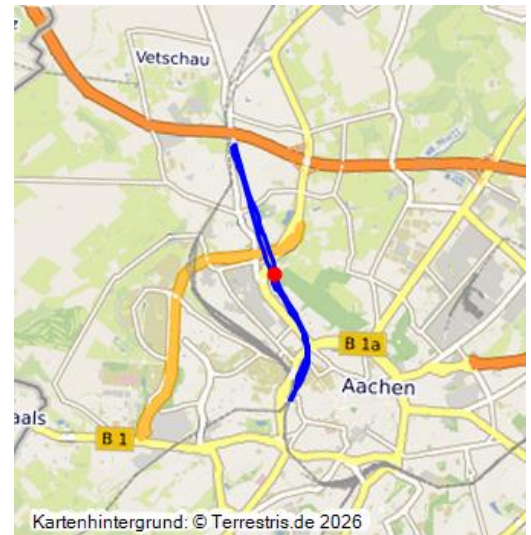 Vetschau
B 1a
Aachen
aals
B 1
Kartenhintergrund: © Terrestris.de 2026